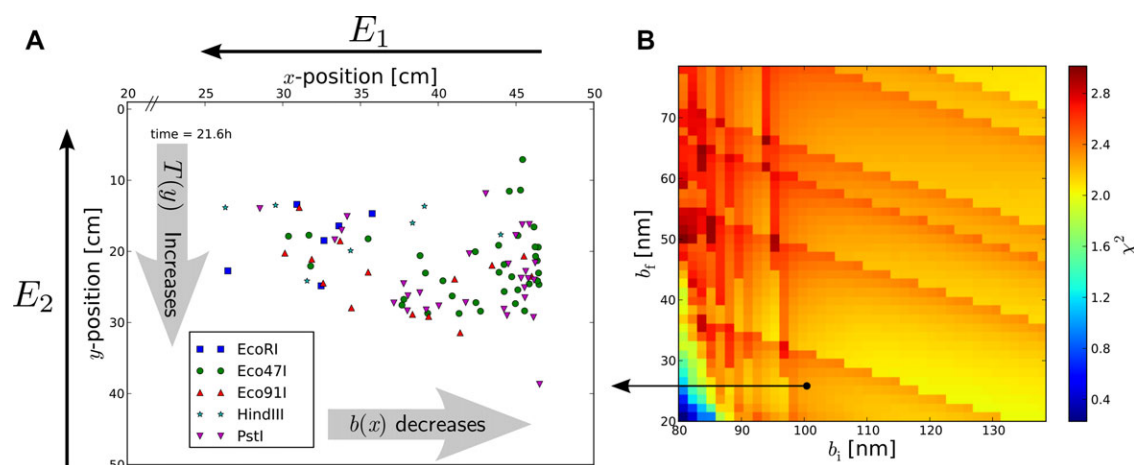 A
E₁
x-position [cm]
20 25 30 35 40 45 50
0
10
20
30
40
50
y-position [cm]
E₂
time = 21.6h
T(y) Increases
EcoRI
Eco47I
Eco91I
HindIII
PstI
b(x) decreases
B
70
60
50
40
30
20
b_f [nm]
80 90 100 110 120 130
b_i [nm]
2.8
2.4
2.0
1.6
1.2
0.8
0.4
χ²